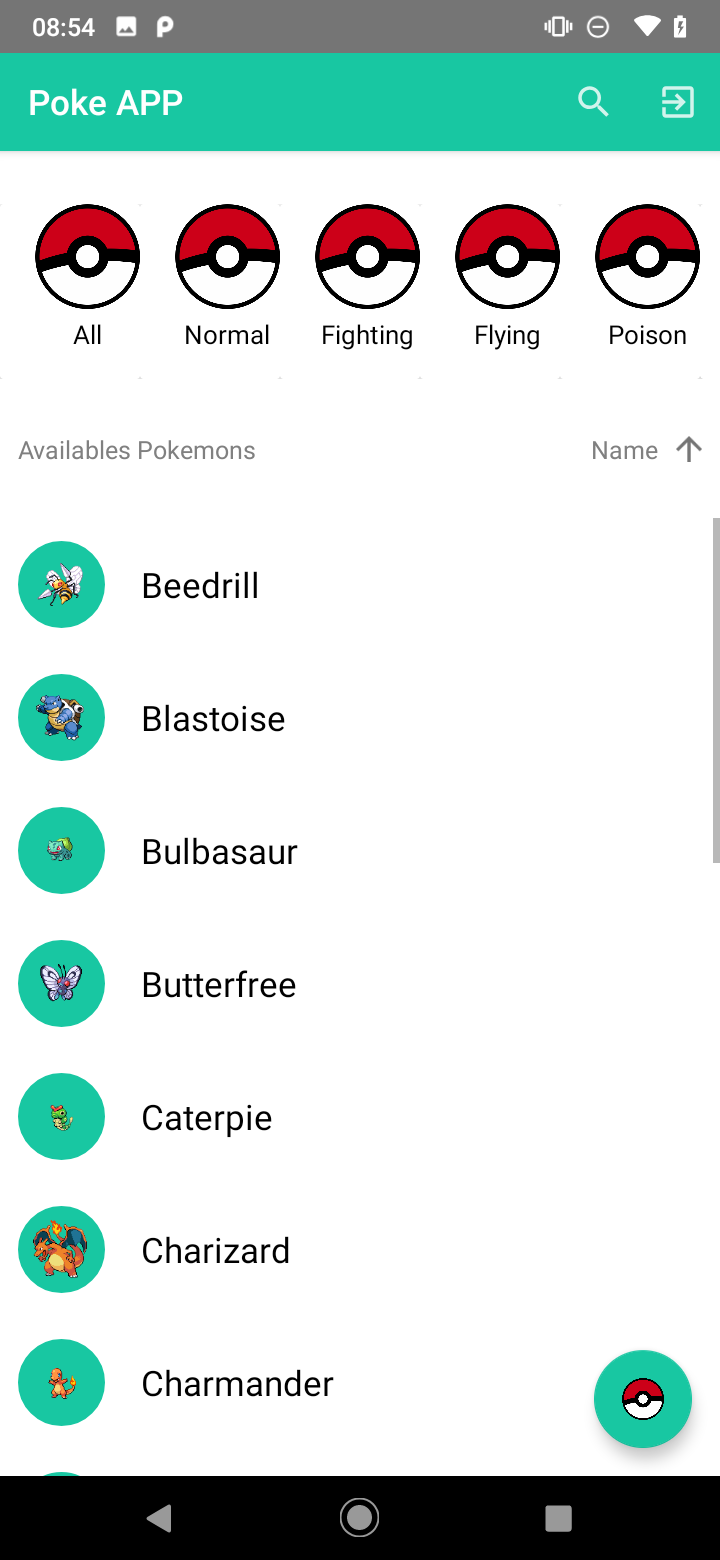 08:54
Poke APP
All Normal Fighting Flying Poison
Availables Pokemons Name
Beedrill
Blastoise
Bulbasaur
Butterfree
Caterpie
Charizard
Charmander